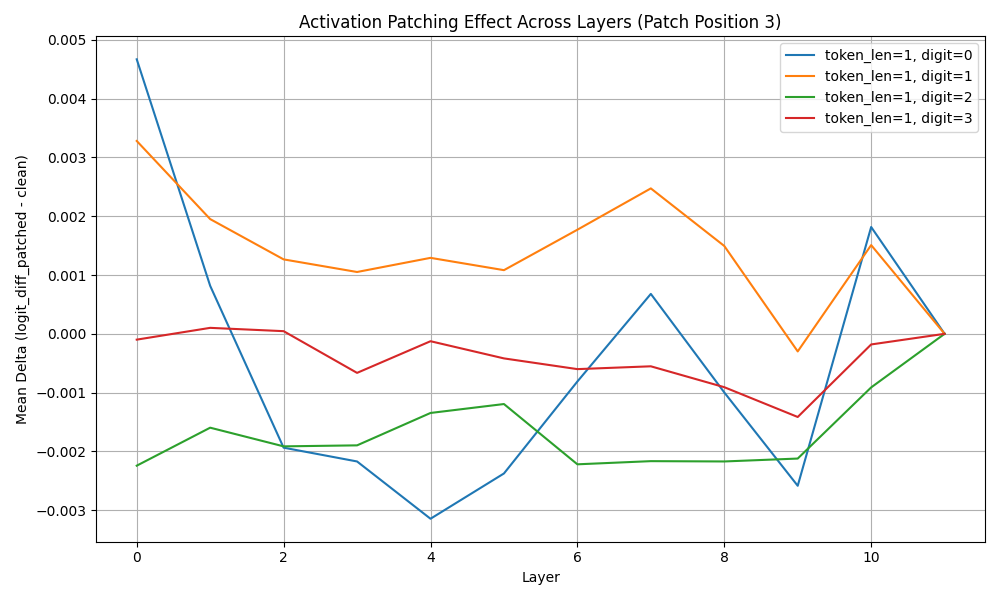 Activation Patching Effect Across Layers (Patch Position 3)
Mean Delta (logit_diff_patched - clean)
0.005
0.004
0.003
0.002
0.001
0.000
−0.001
−0.002
−0.003
token_len=1, digit=0
token_len=1, digit=1
token_len=1, digit=2
token_len=1, digit=3
0 2 4 6 8 10
Layer